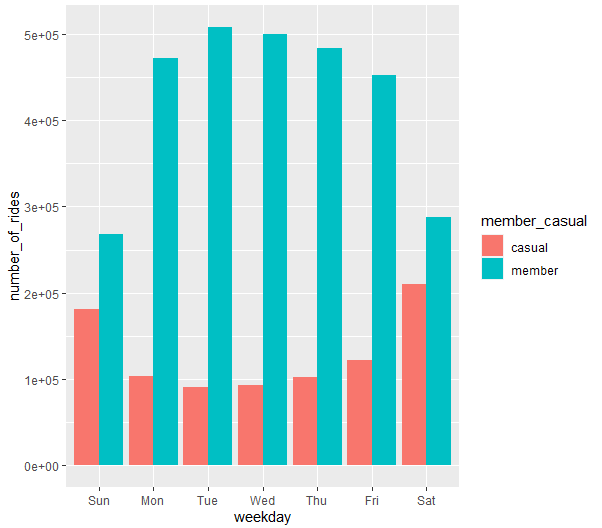 number_of_rides
5e+05
4e+05
3e+05
2e+05
1e+05
0e+00
Sun Mon Tue Wed Thu Fri Sat
weekday
member_casual
casual
member